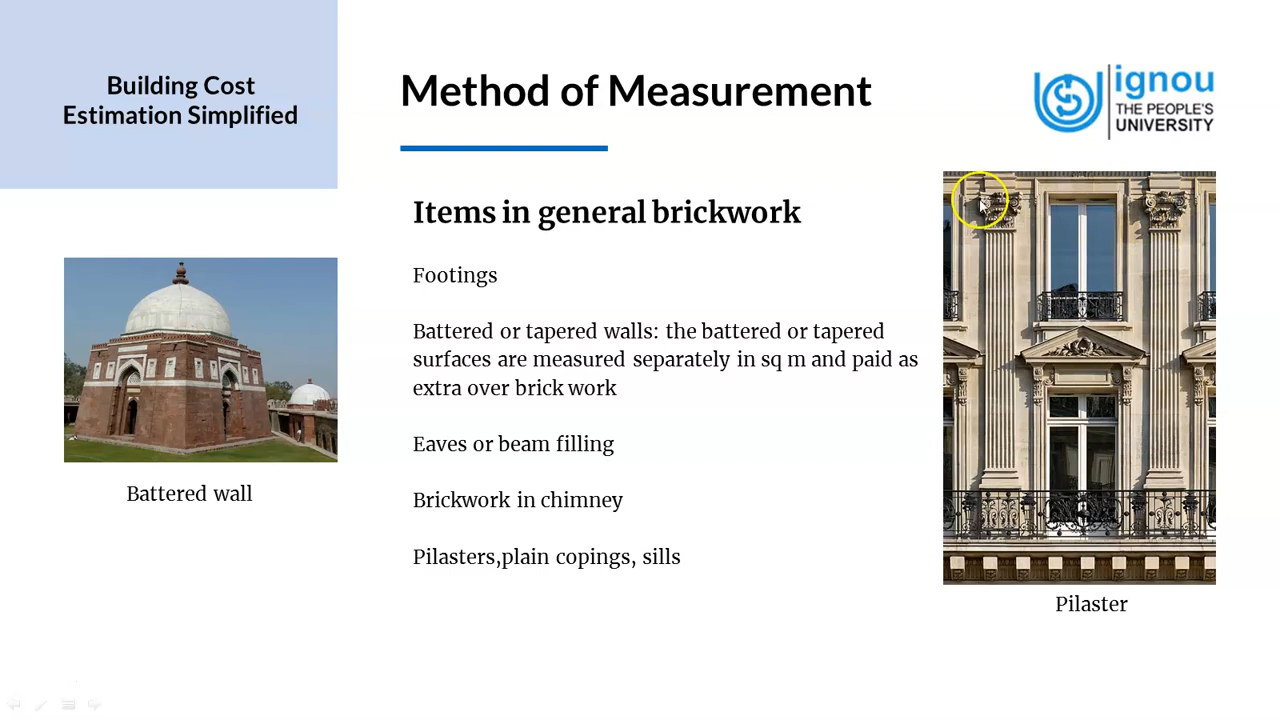 Building Cost
Estimation Simplified
Method of Measurement
ignou
THE PEOPLE'S
UNIVERSITY
Items in general brickwork
Footings
Battered or tapered walls: the battered or tapered
surfaces are measured separately in sq m and paid as
extra over brick work
Eaves or beam filling
Brickwork in chimney
Pilasters,plain copings, sills
Battered wall
Pilaster